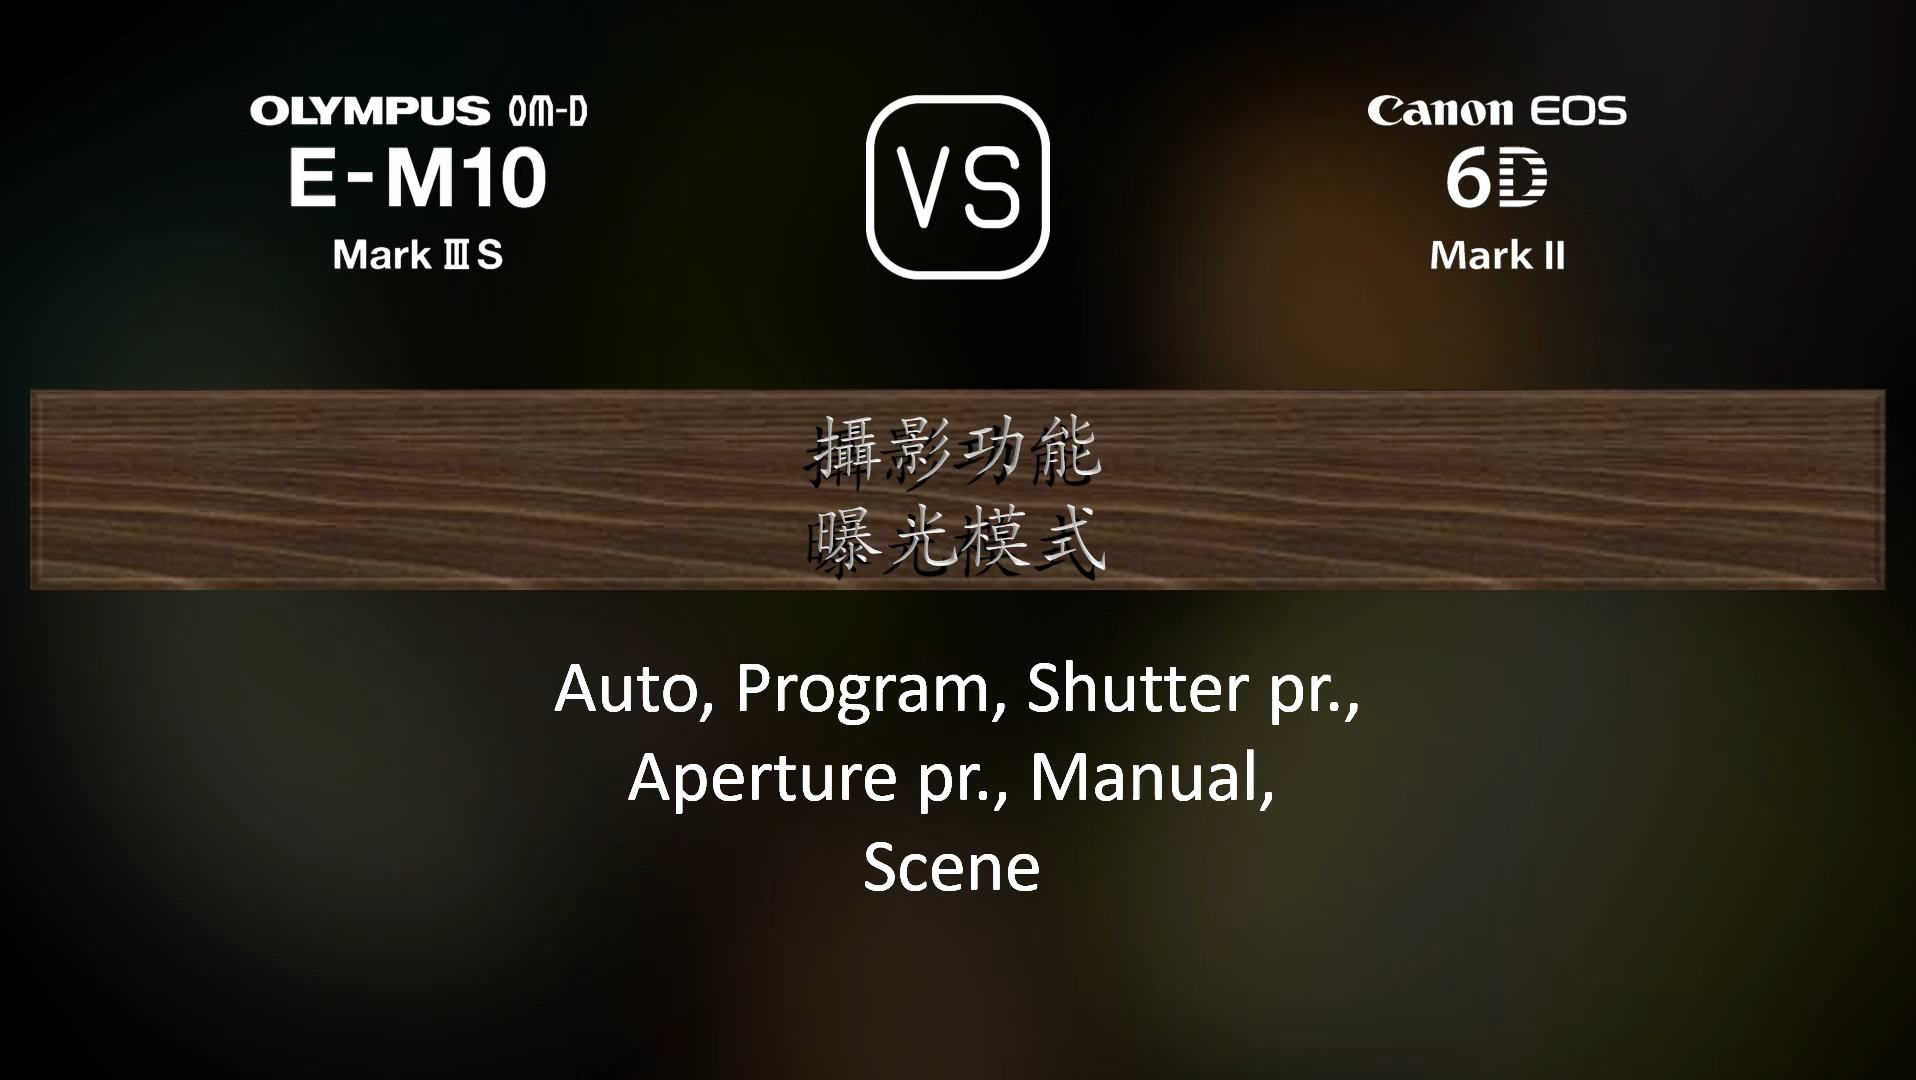 OLYMPUS OM-D
E-M10
Mark III S
VS
Canon EOS
6D
Mark II
攝影功能
曝光模式
Auto, Program, Shutter pr.,
Aperture pr., Manual,
Scene